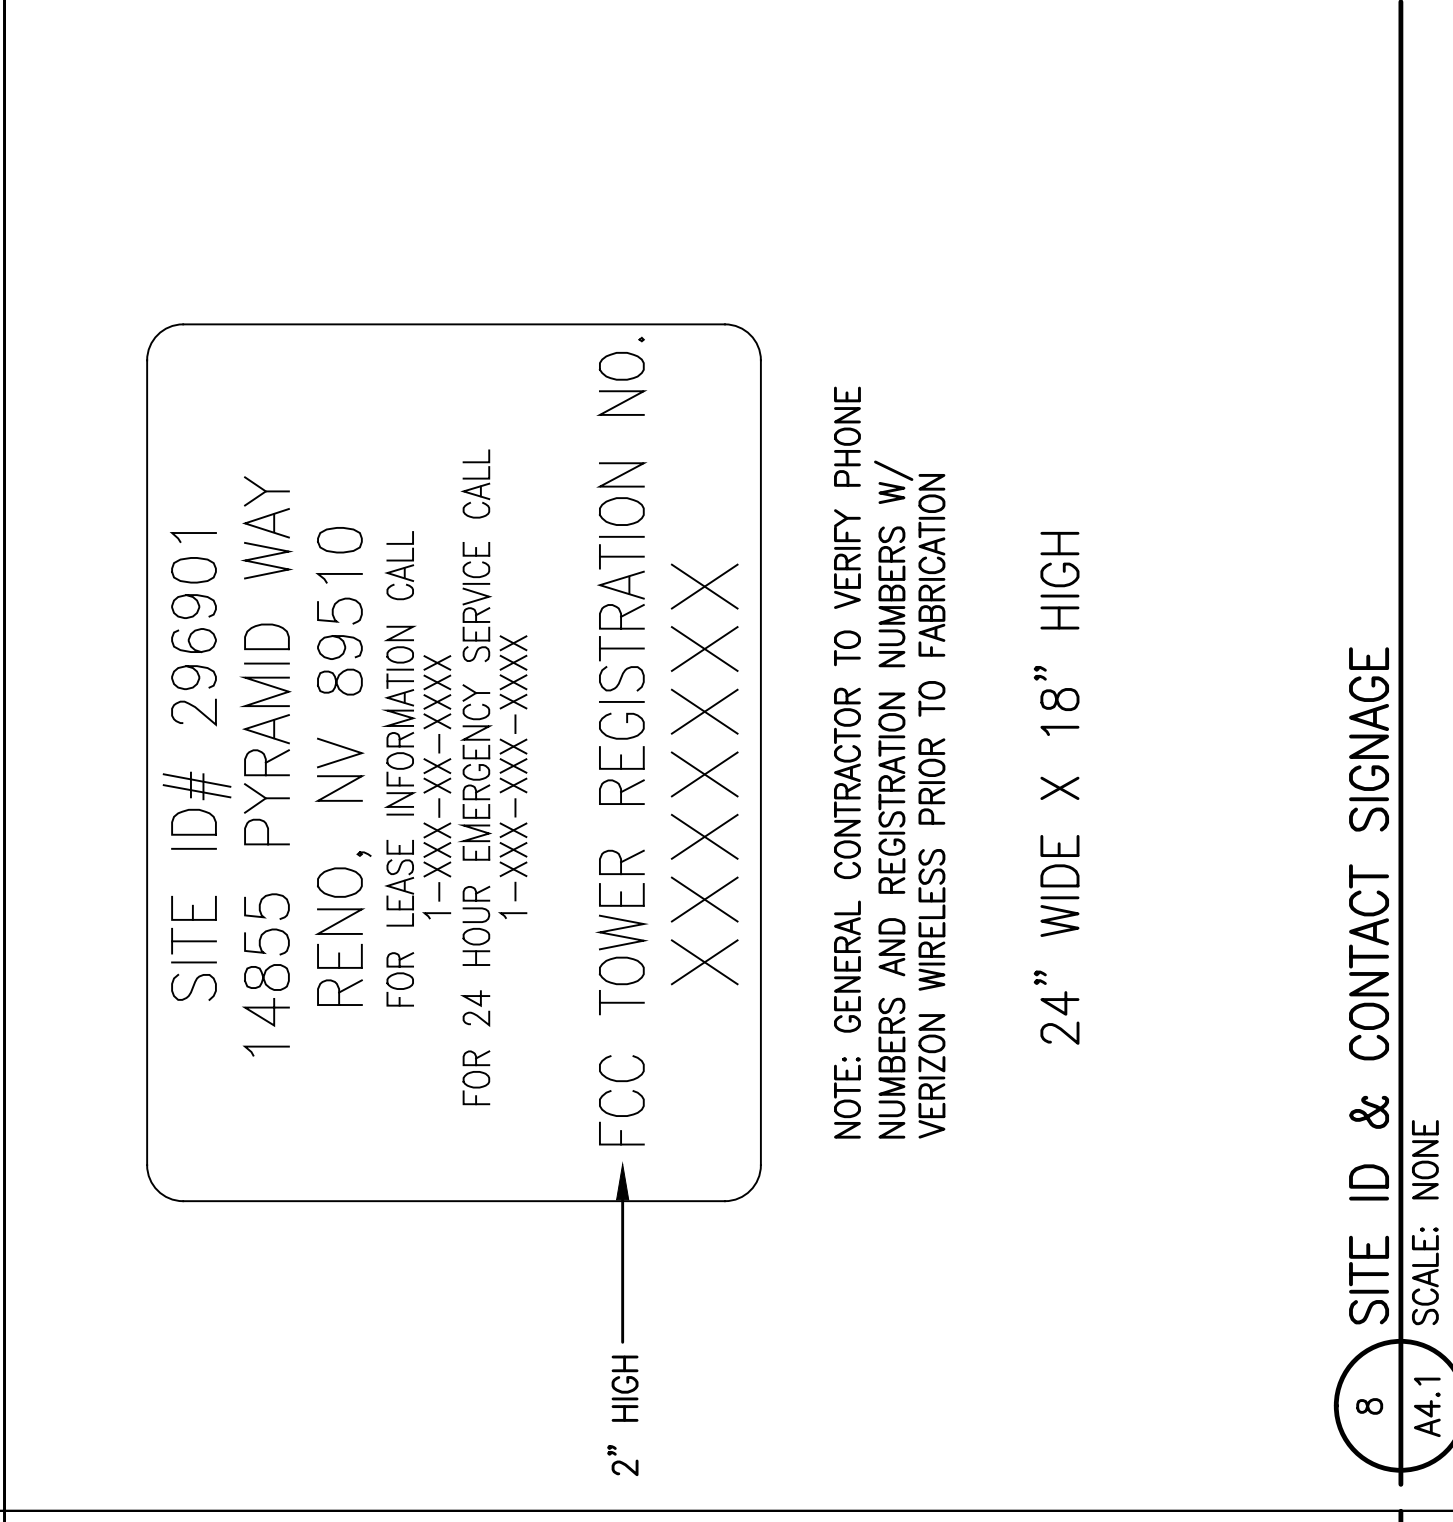 SITE ID# 296901
14855 PYRAMID WAY
RENO, NV 89510
FOR LEASE INFORMATION CALL
1-XXX-XX-XXXX
FOR 24 HOUR EMERGENCY SERVICE CALL
1-XXX-XXX-XXXX
2" HIGH
FCC TOWER REGISTRATION NO.
XXXXXXX
NOTE: GENERAL CONTRACTOR TO VERIFY PHONE
NUMBERS AND REGISTRATION NUMBERS W/
VERIZON WIRELESS PRIOR TO FABRICATION
24" WIDE X 18" HIGH
8
SITE ID & CONTACT SIGNAGE
A4.1
SCALE: NONE